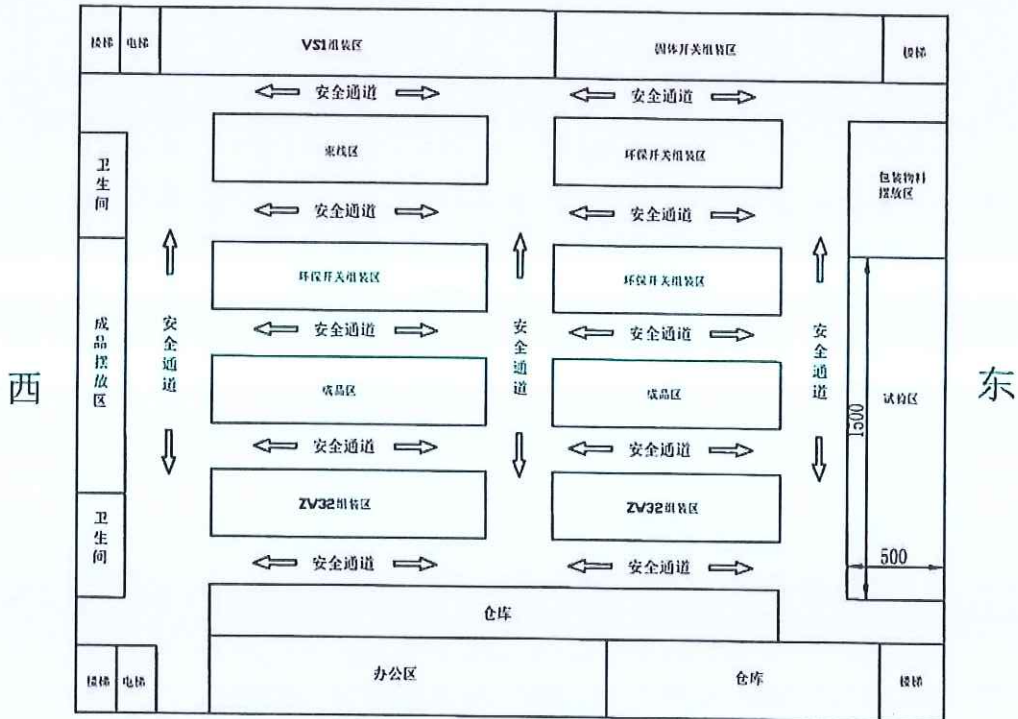 楼梯
电梯
VS1组装区
固体开关组装区
楼梯
安全通道
安全通道
卫生间
束线区
环保开关组装区
包装物料
摆放区
安全通道
安全通道
环保开关组装区
环保开关组装区
成品摆放区
安全通道
安全通道
安全通道
安全通道
安全通道
西
成品区
成品区
试验区
1500
东
安全通道
安全通道
卫生间
ZW32组装区
ZW32组装区
安全通道
安全通道
500
仓库
楼梯
电梯
办公区
仓库
楼梯